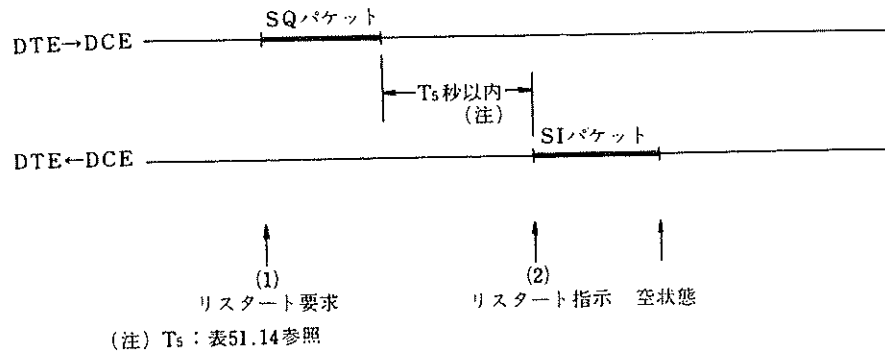 SQパケット
DTE→DCE
T₅秒以内
(注)
SIパケット
DTE←DCE
(1)
リスタート要求
(2)
リスタート指示
空状態
(注) T₅：表51.14参照